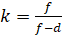 k = f / (f−d)